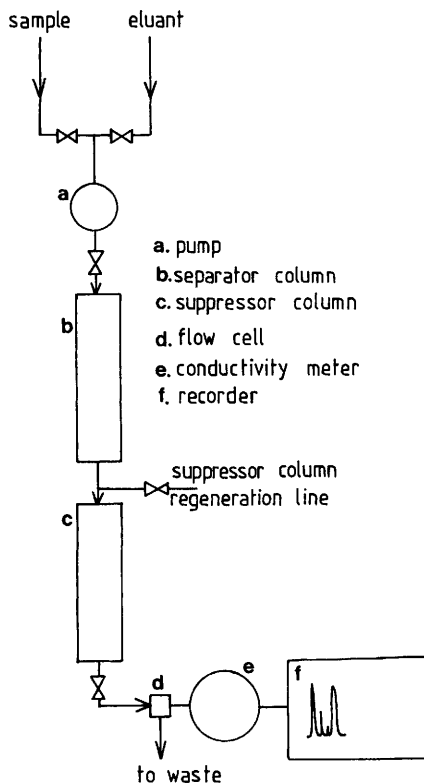 sample eluant
a
a. pump
b. separator column
c. suppressor column
d. flow cell
e. conductivity meter
f. recorder
b
suppressor column
regeneration line
c
d
e
f
to waste